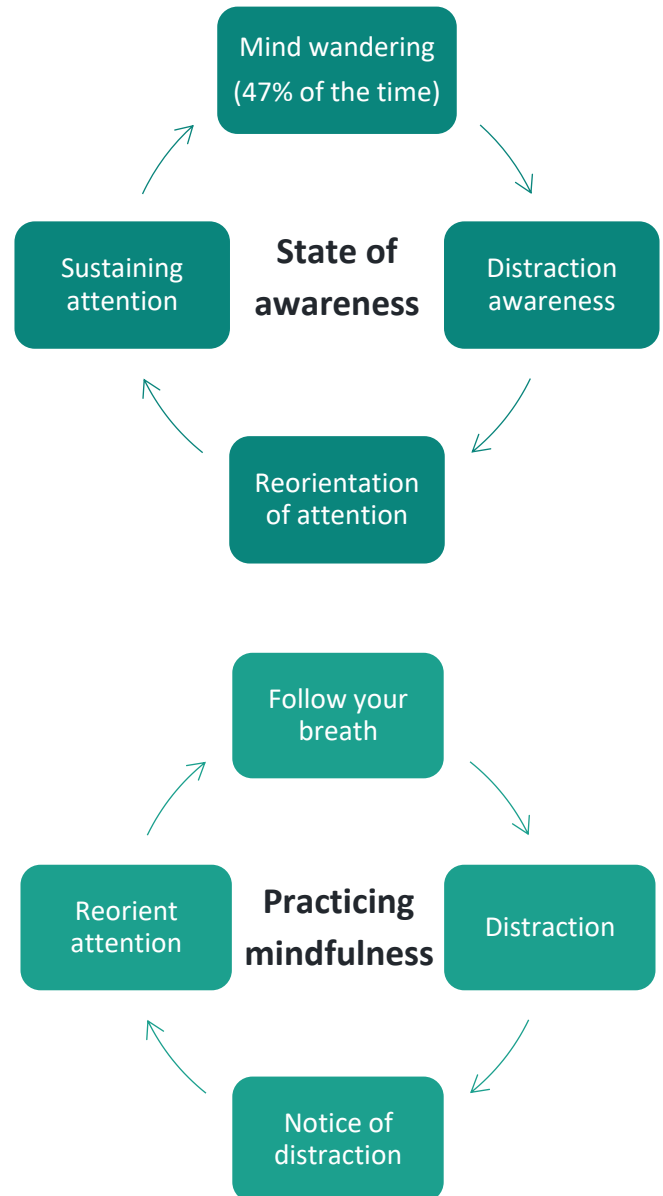 Mind wandering
(47% of the time)
Sustaining
attention
State of
awareness
Distraction
awareness
Reorientation
of attention
Follow your
breath
Reorient
attention
Practicing
mindfulness
Distraction
Notice of
distraction